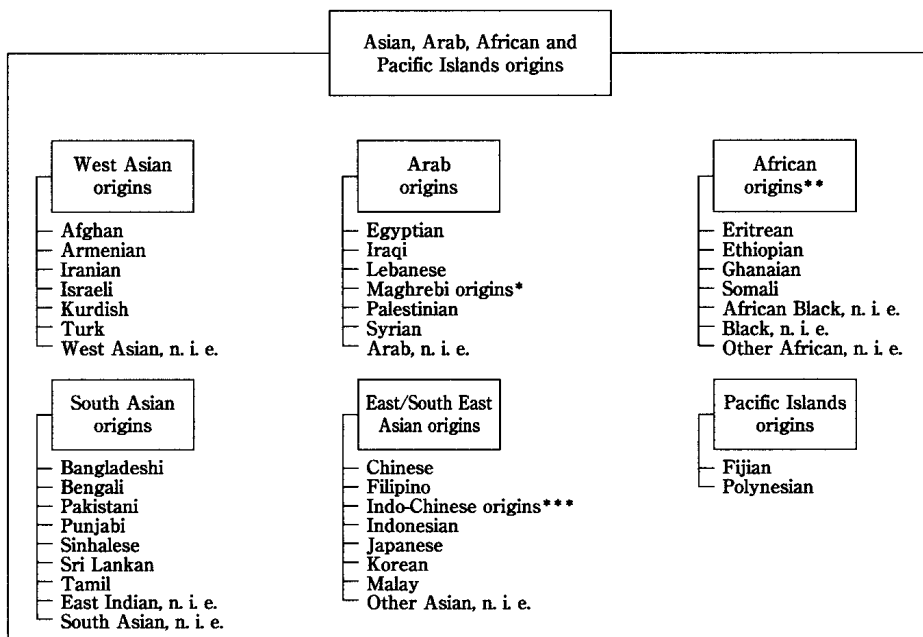 Asian, Arab, African and
Pacific Islands origins
West Asian
origins
Afghan
Armenian
Iranian
Israeli
Kurdish
Turk
West Asian, n. i. e.
Arab
origins
Egyptian
Iraqi
Lebanese
Maghrebi origins*
Palestinian
Syrian
Arab, n. i. e.
African
origins**
Eritrean
Ethiopian
Ghanaian
Somali
African Black, n. i. e.
Black, n. i. e.
Other African, n. i. e.
South Asian
origins
Bangladeshi
Bengali
Pakistani
Punjabi
Sinhalese
Sri Lankan
Tamil
East Indian, n. i. e.
South Asian, n. i. e.
East/South East
Asian origins
Chinese
Filipino
Indo-Chinese origins***
Indonesian
Japanese
Korean
Malay
Other Asian, n. i. e.
Pacific Islands
origins
Fijian
Polynesian